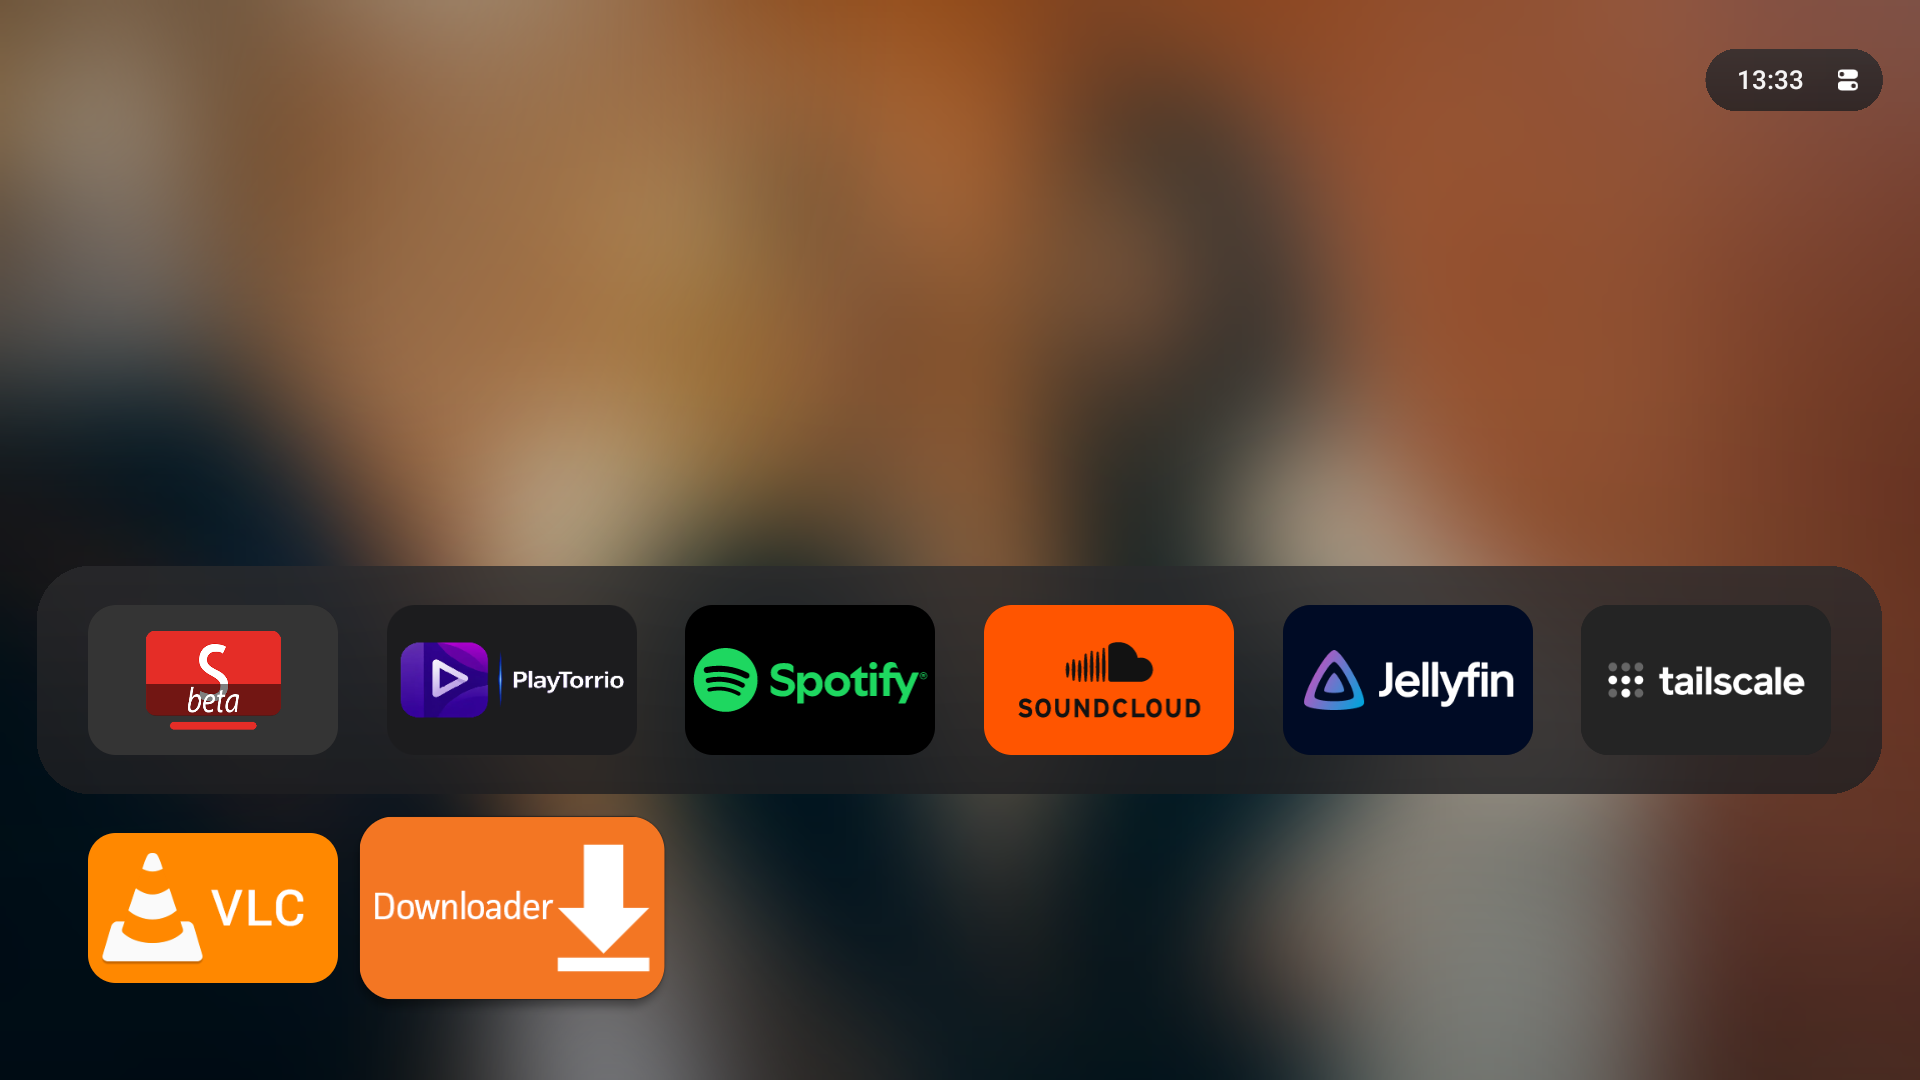 13:33
S
beta
PlayTorrio
Spotify®
SOUNDCLOUD
Jellyfin
tailscale
VLC
Downloader